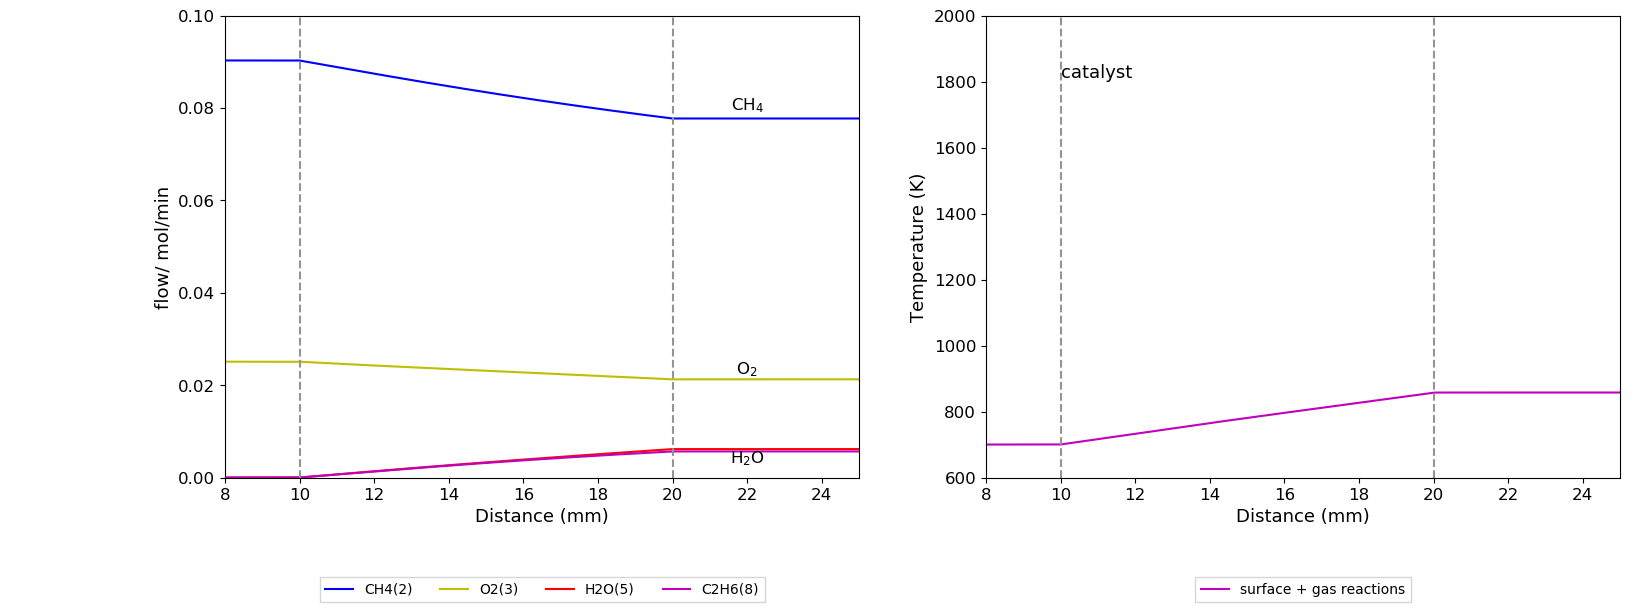 0.10
0.08
0.06
0.04
0.02
0.00
flow/ mol/min
CH₄
O₂
H₂O
8 10 12 14 16 18 20 22 24
Distance (mm)
CH4(2) O2(3) H2O(5) C2H6(8)
2000
1800
1600
1400
1200
1000
800
600
Temperature (K)
catalyst
8 10 12 14 16 18 20 22 24
Distance (mm)
surface + gas reactions